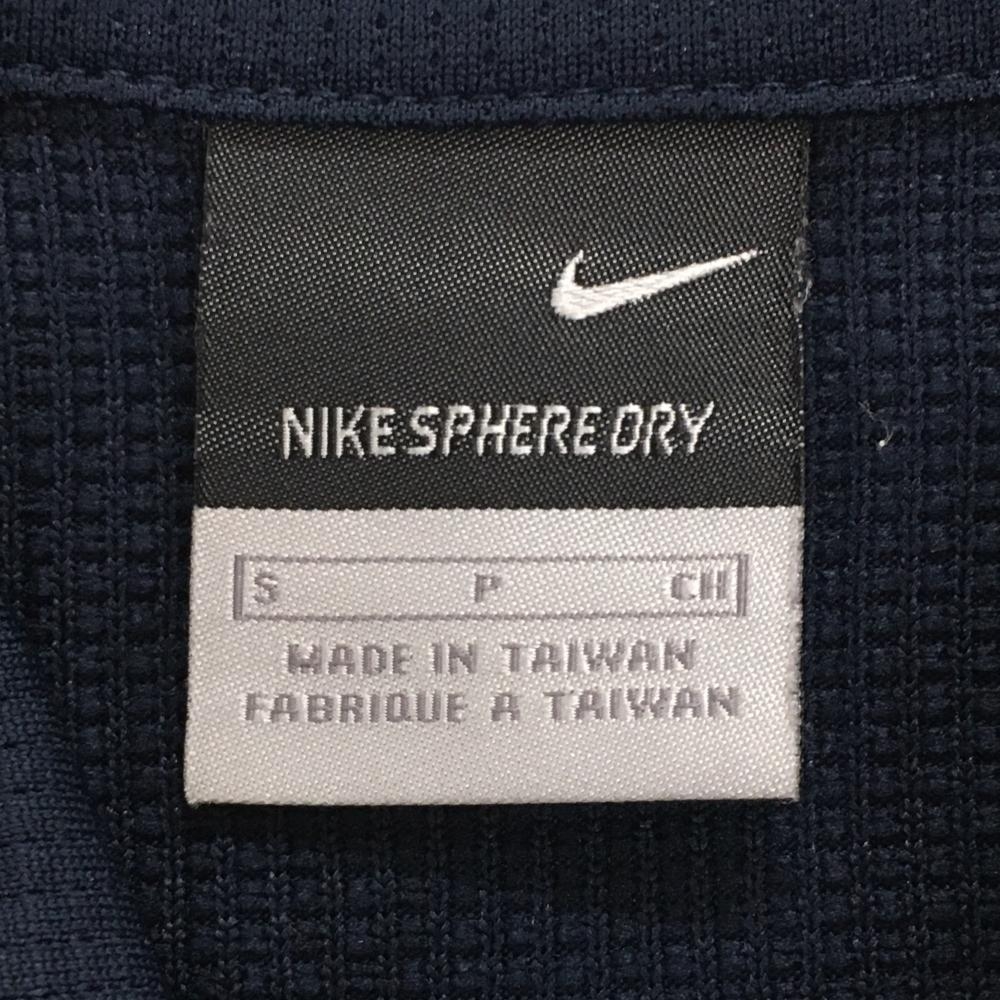 NIKE SPHERE DRY
S P CH
MADE IN TAIWAN
FABRIQUE A TAIWAN